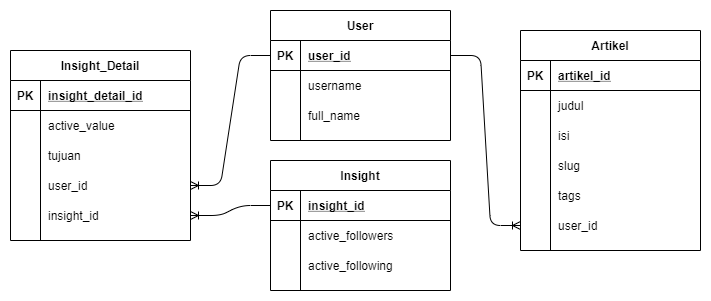 Insight_Detail
PK insight_detail_id
active_value
tujuan
user_id
insight_id
User
PK user_id
username
full_name
Insight
PK insight_id
active_followers
active_following
Artikel
PK artikel_id
judul
isi
slug
tags
user_id